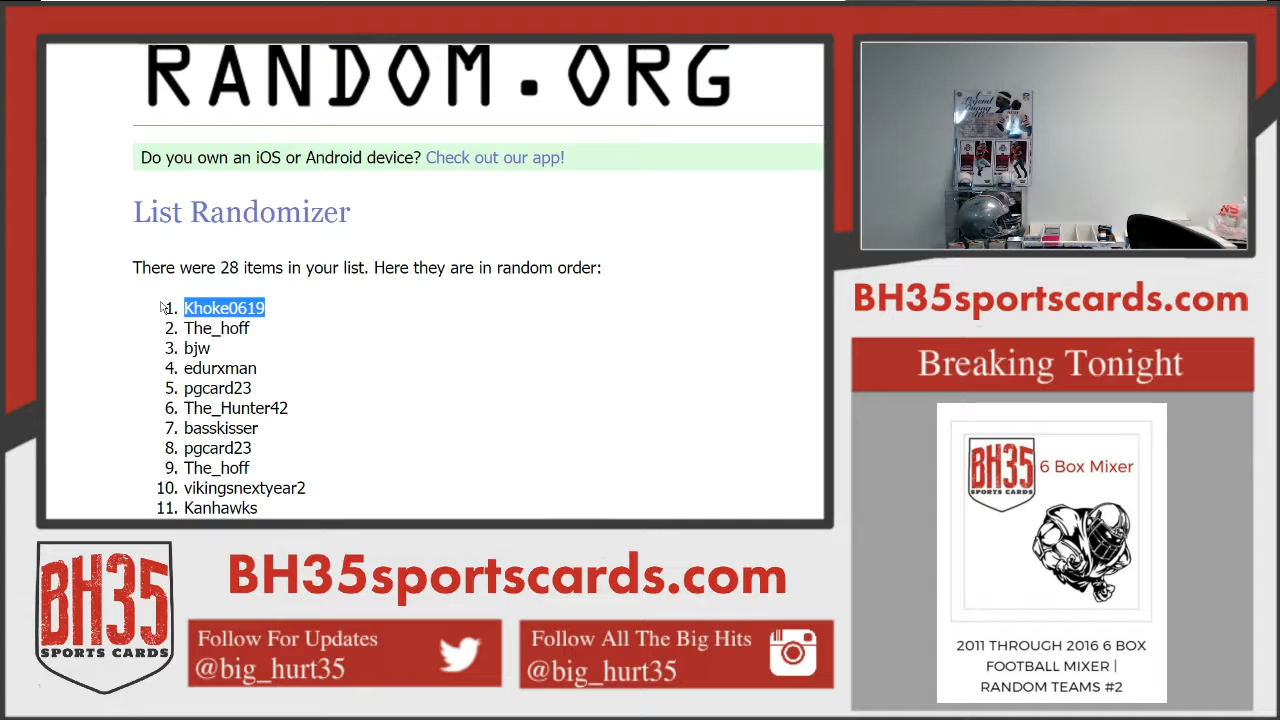 RANDOM.ORG
Do you own an iOS or Android device? Check out our app!
List Randomizer
There were 28 items in your list. Here they are in random order:
1. Khoke0619
2. The_hoff
3. bjw
4. edurxman
5. pgcard23
6. The_Hunter42
7. basskisser
8. pgcard23
9. The_hoff
10. vikingsnextyear2
11. Kanhawks
BH35sportscards.com
Breaking Tonight
BH35
SPORTS CARDS
6 Box Mixer
2011 THROUGH 2016 6 BOX
FOOTBALL MIXER |
RANDOM TEAMS #2
BH35
SPORTS CARDS
BH35sportscards.com
Follow For Updates
@big_hurt35
Follow All The Big Hits
@big_hurt35